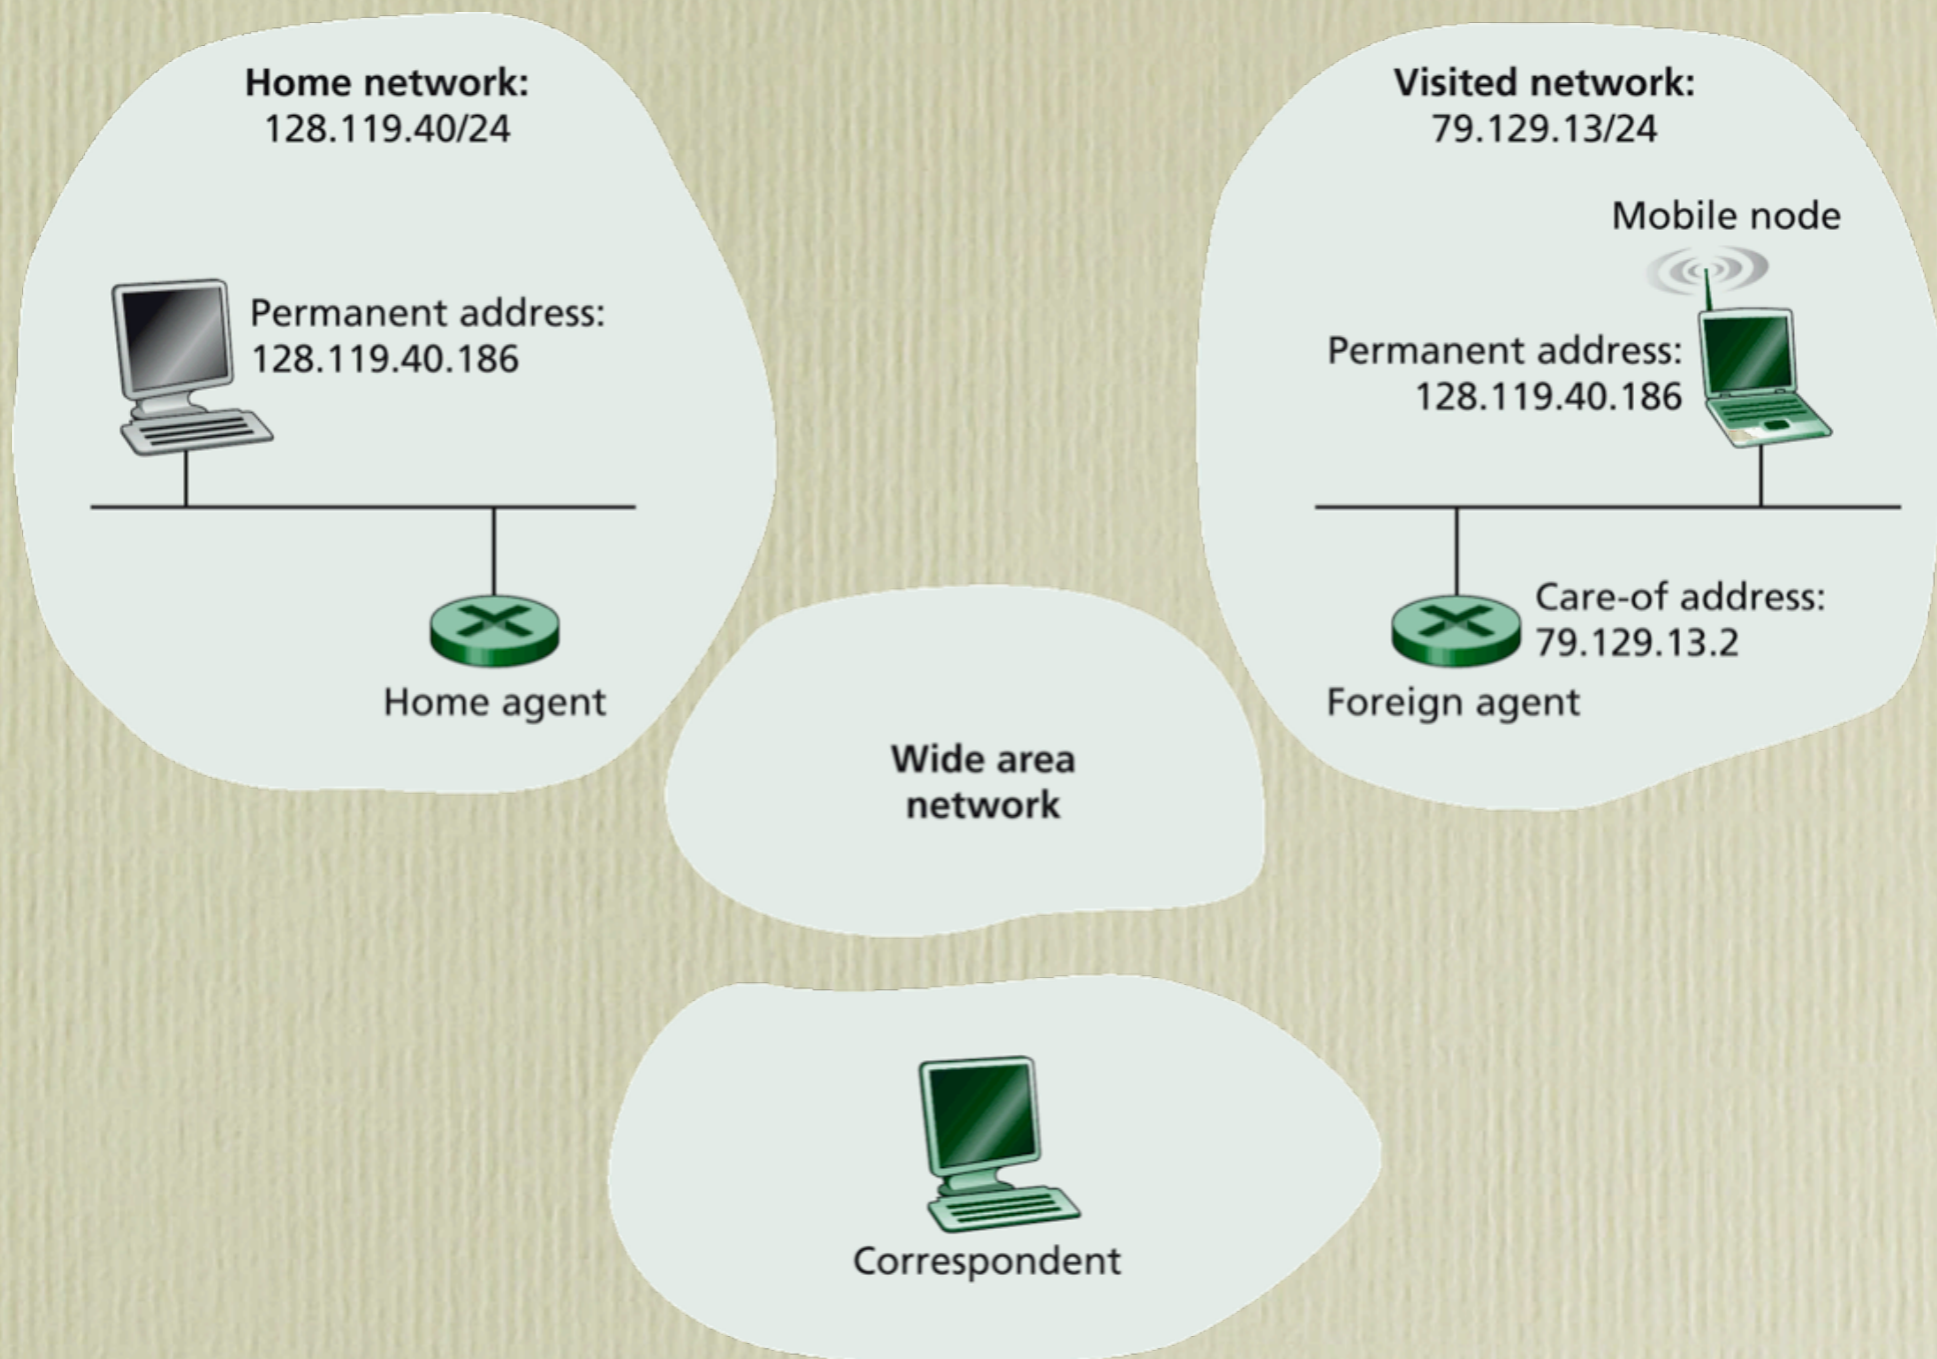 Home network:
128.119.40/24
Permanent address:
128.119.40.186
Home agent
Visited network:
79.129.13/24
Mobile node
Permanent address:
128.119.40.186
Care-of address:
79.129.13.2
Foreign agent
Wide area
network
Correspondent